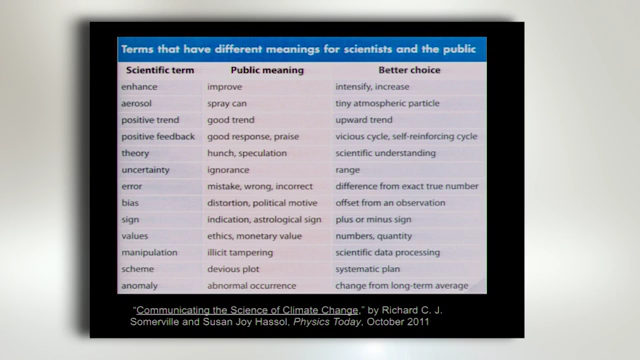 Terms that have different meanings for scientists and the public
Scientific term Public meaning Better choice
enhance improve intensify, increase
aerosol spray can tiny atmospheric particle
positive trend good trend upward trend
positive feedback good response, praise vicious cycle, self-reinforcing cycle
theory hunch, speculation scientific understanding
uncertainty ignorance range
error mistake, wrong, incorrect difference from exact true number
bias distortion, political motive offset from an observation
sign indication, astrological sign plus or minus sign
values ethics, monetary value numbers, quantity
manipulation illicit tampering scientific data processing
scheme devious plot systematic plan
anomaly abnormal occurrence change from long-term average
“Communicating the Science of Climate Change,” by Richard C. J.
Somerville and Susan Joy Hassol, Physics Today, October 2011